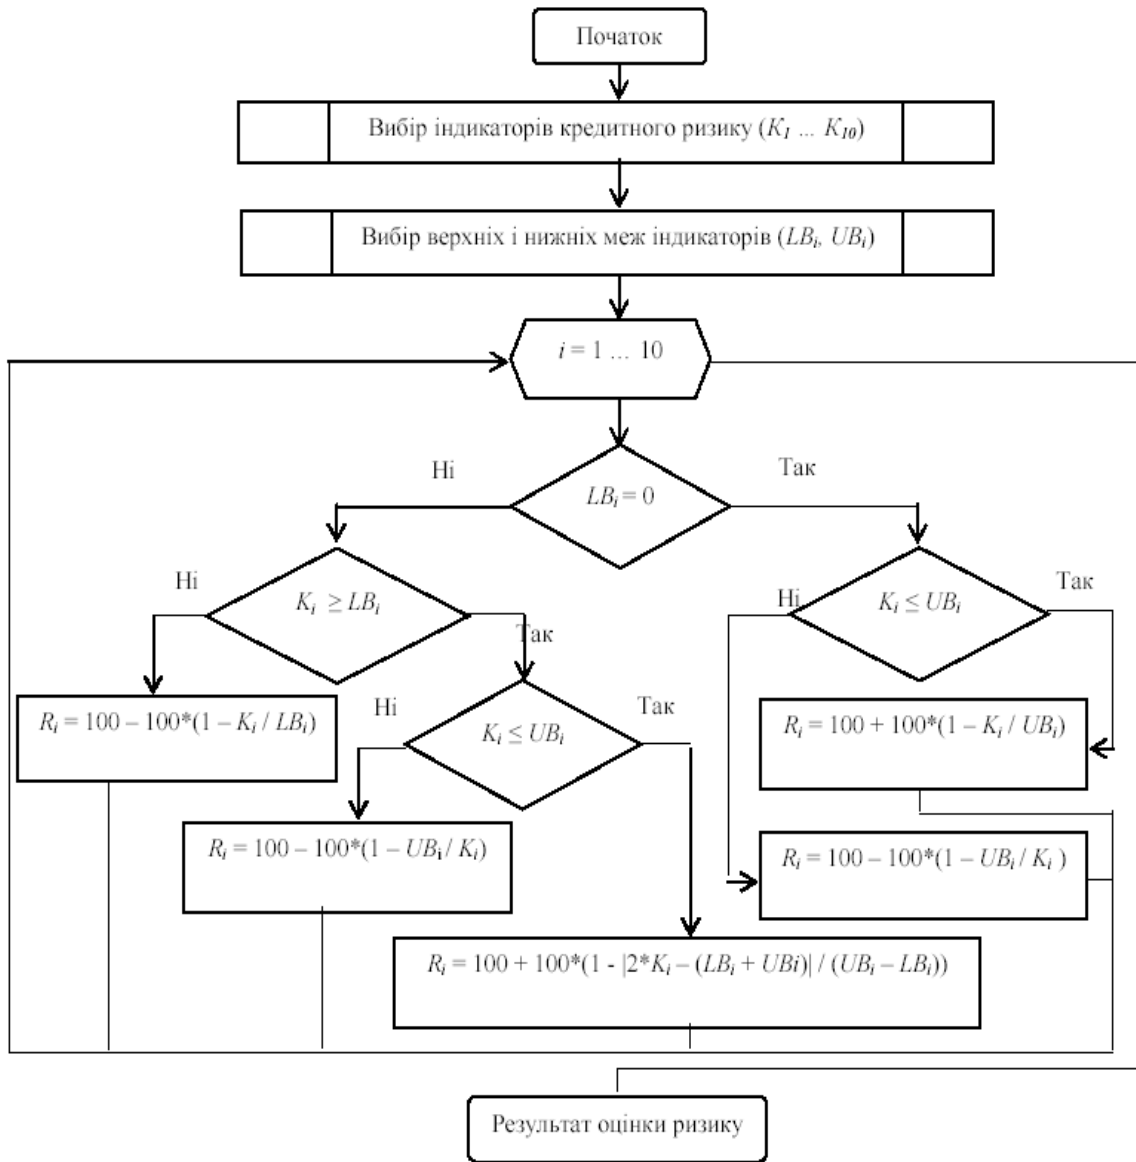 Початок
Вибір індикаторів кредитного ризику (K1 ... K10)
Вибір верхніх і нижніх меж індикаторів (LBi, UBi)
i = 1 ... 10
Ні
Так
LBi = 0
Ні
Ki ≥ LBi
Так
Ні
Ki ≤ UBi
Так
Ri = 100 – 100*(1 – Ki / LBi)
Ні
Ki ≤ UBi
Так
Ri = 100 + 100*(1 – Ki / UBi)
Ri = 100 – 100*(1 – UBi / Ki)
Ri = 100 – 100*(1 – UBi / Ki )
Ri = 100 + 100*(1 - |2*Ki – (LBi + UBi)| / (UBi – LBi))
Результат оцінки ризику